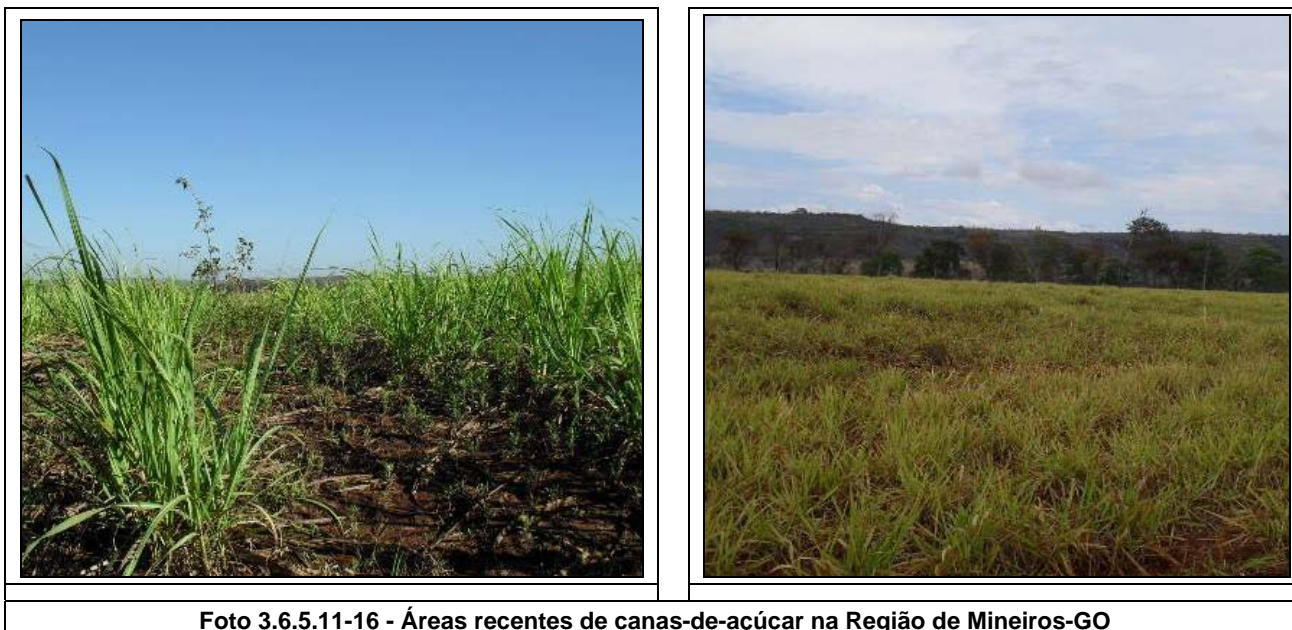 Foto 3.6.5.11-16 - Áreas recentes de canas-de-açúcar na Região de Mineiros-GO